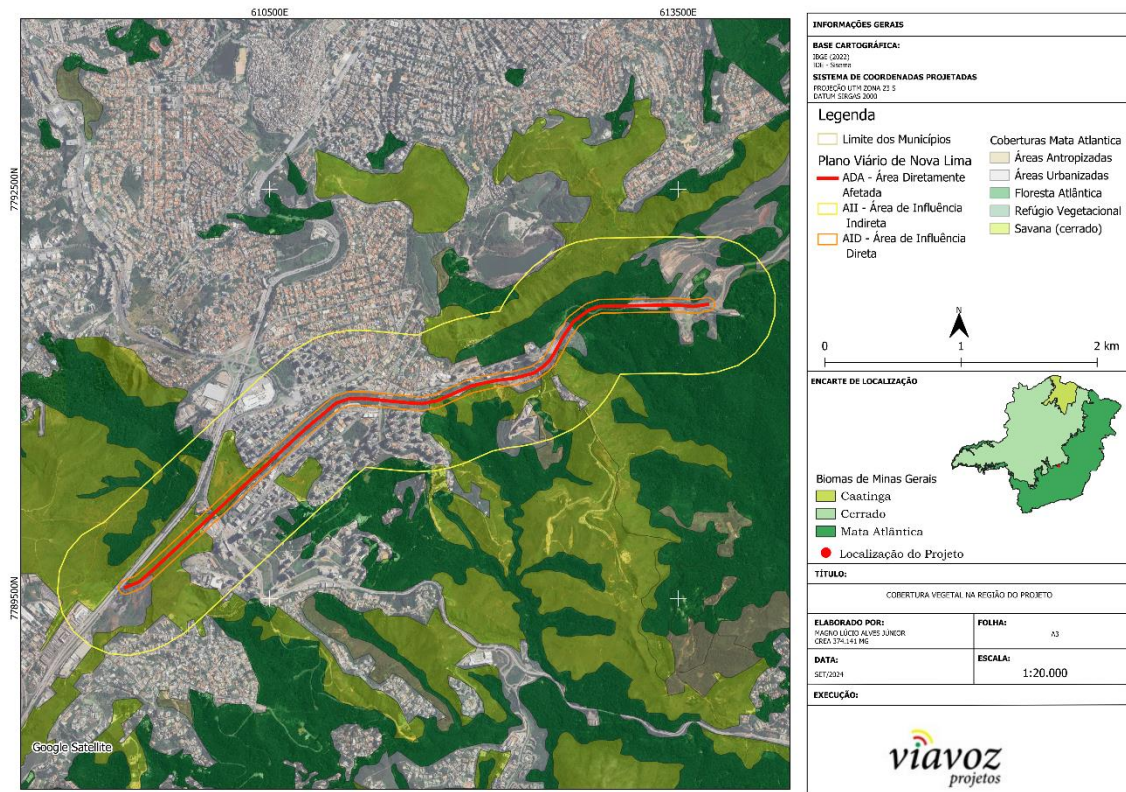 610500E
613500E
7792500N
7789500N
Google Satellite
INFORMAÇÕES GERAIS
BASE CARTOGRÁFICA:
IBGE (2022)
IDE - Sisema
SISTEMA DE COORDENADAS PROJETADAS
PROJEÇÃO UTM ZONA 23 S
DATUM SIRGAS 2000
Legenda
Limite dos Municípios
Plano Viário de Nova Lima
ADA - Área Diretamente
Afetada
AII - Área de Influência
Indireta
AID - Área de Influência
Direta
Coberturas Mata Atlantica
Áreas Antropizadas
Áreas Urbanizadas
Floresta Atlântica
Refúgio Vegetacional
Savana (cerrado)
N
0 1 2 km
ENCARTE DE LOCALIZAÇÃO
Biomas de Minas Gerais
Caatinga
Cerrado
Mata Atlântica
Localização do Projeto
TÍTULO:
COBERTURA VEGETAL NA REGIÃO DO PROJETO
ELABORADO POR:
MAGNO LÚCIO ALVES JÚNIOR
CREA 374.141 MG
FOLHA:
A3
DATA:
SET/2024
ESCALA:
1:20.000
EXECUÇÃO:
viavoz
projetos